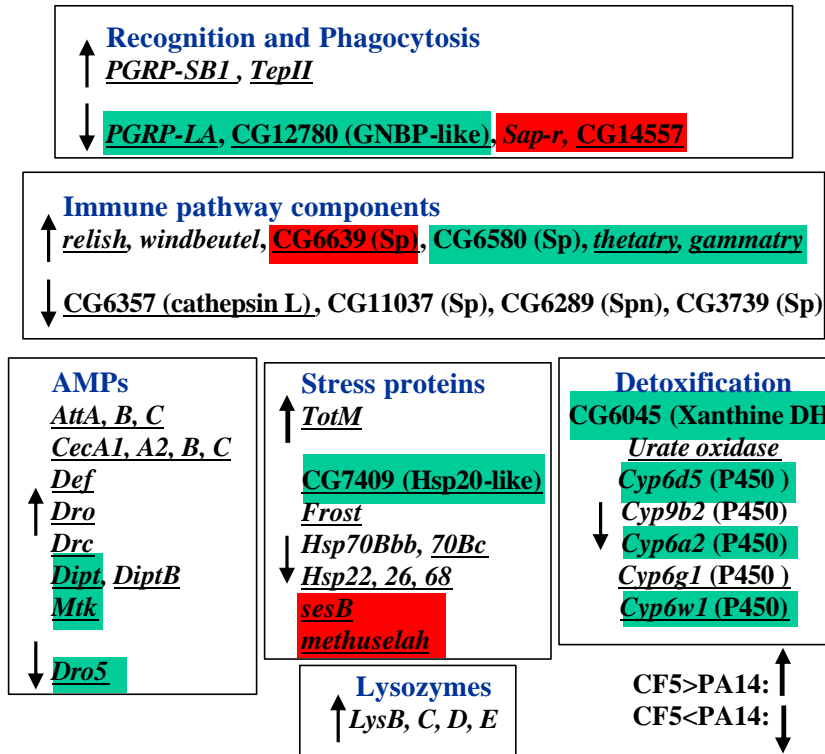 Recognition and Phagocytosis
PGRP-SB1 , TepII
PGRP-LA, CG12780 (GNBP-like), Sap-r, CG14557
Immune pathway components
relish, windbeutel, CG6639 (Sp), CG6580 (Sp), thetatry, gammatry
CG6357 (cathepsin L) , CG11037 (Sp), CG6289 (Spn), CG3739 (Sp)
AMPs
AttA, B, C
CecA1, A2, B, C
Def
Dro
Drc
Dipt, DiptB
Mtk
Dro5
Stress proteins
TotM
CG7409 (Hsp20-like)
Frost
Hsp70Bbb, 70Bc
Hsp22, 26, 68
sesB
methuselah
Detoxification
CG6045 (Xanthine DH
Urate oxidase
Cyp6d5 (P450 )
Cyp9b2 (P450)
Cyp6a2 (P450)
Cyp6g1 (P450 )
Cyp6w1 (P450)
Lysozymes
LysB, C, D, E
CF5>PA14:
CF5<PA14: